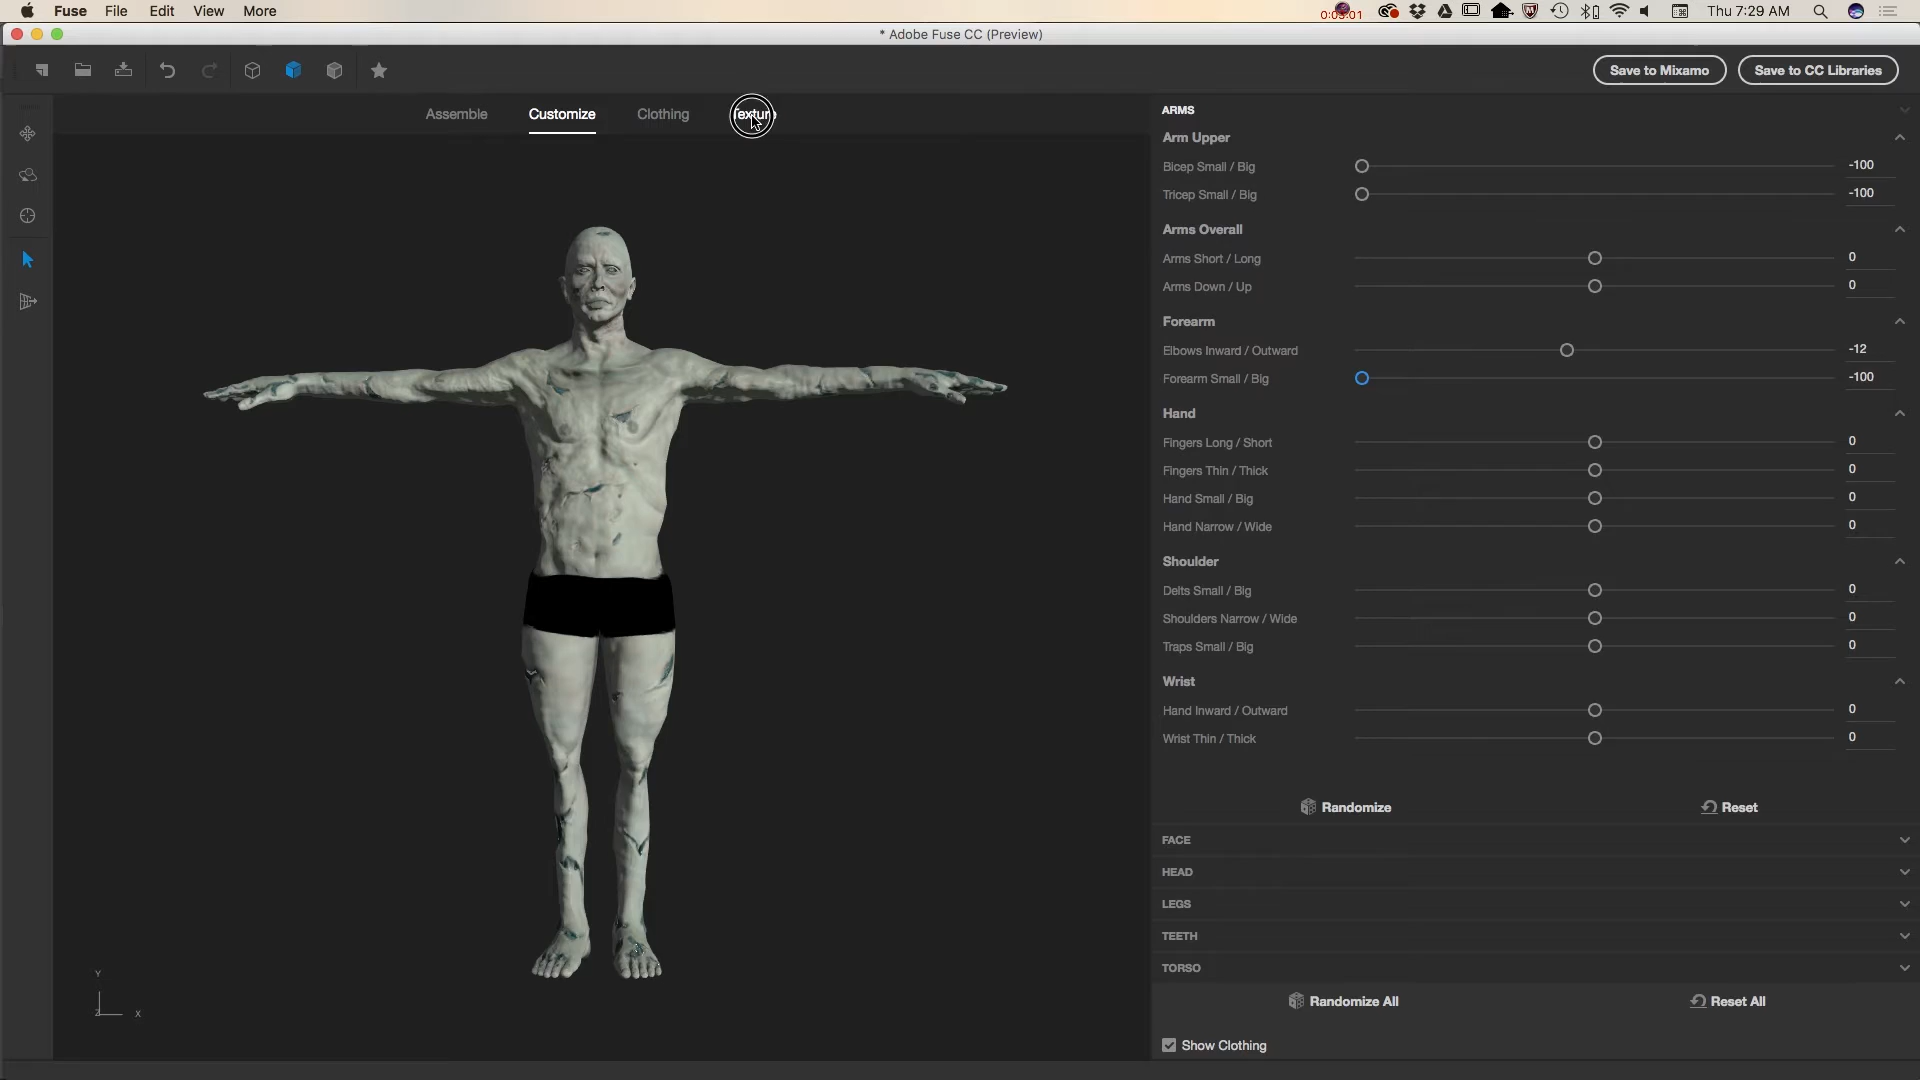 Fuse File Edit View More
0:03:01 Thu 7:29 AM
* Adobe Fuse CC (Preview)
Save to Mixamo Save to CC Libraries
Assemble Customize Clothing Texture
ARMS
Arm Upper
Bicep Small / Big -100
Tricep Small / Big -100
Arms Overall
Arms Short / Long 0
Arms Down / Up 0
Forearm
Elbows Inward / Outward -12
Forearm Small / Big -100
Hand
Fingers Long / Short 0
Fingers Thin / Thick 0
Hand Small / Big 0
Hand Narrow / Wide 0
Shoulder
Delts Small / Big 0
Shoulders Narrow / Wide 0
Traps Small / Big 0
Wrist
Hand Inward / Outward 0
Wrist Thin / Thick 0
Randomize Reset
FACE
HEAD
LEGS
TEETH
TORSO
Randomize All Reset All
Show Clothing
Y
Z X